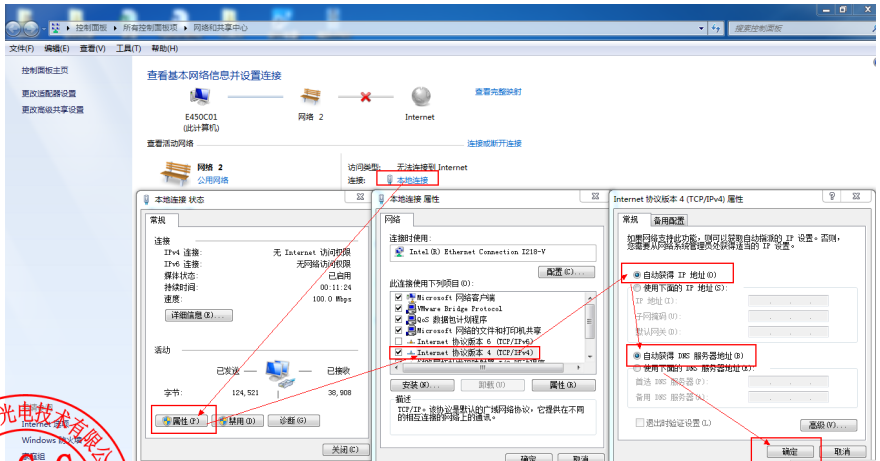 控制面板 ▸ 所有控制面板项 ▸ 网络和共享中心
搜索控制面板
文件(F) 编辑(E) 查看(V) 工具(T) 帮助(H)
控制面板主页
更改适配器设置
更改高级共享设置
查看基本网络信息并设置连接
查看完整映射
E450C01
(此计算机)
网络 2
Internet
查看活动网络
连接或断开连接
网络 2
公用网络
访问类型: 无法连接到 Internet
连接: 本地连接
本地连接 状态
常规
连接
IPv4 连接: 无 Internet 访问权限
IPv6 连接: 无网络访问权限
媒体状态: 已启用
持续时间: 00:11:24
速度: 100.0 Mbps
详细信息(E)...
活动
已发送 — — 已接收
字节: 124,521 | 38,908
属性(P) 禁用(D) 诊断(G)
关闭(C)
光电技术有限公
Internet 选项
Windows 防火墙
家庭组
本地连接 属性
网络
连接时使用:
Intel(R) Ethernet Connection I218-V
配置(C)...
此连接使用下列项目(O):
Microsoft 网络客户端
VMware Bridge Protocol
QoS 数据包计划程序
Microsoft 网络的文件和打印机共享
Internet 协议版本 6 (TCP/IPv6)
Internet 协议版本 4 (TCP/IPv4)
安装(N)... 卸载(U) 属性(R)
描述
TCP/IP。该协议是默认的广域网络协议，它提供在不同
的相互连接的网络上的通讯。
确定 取消
Internet 协议版本 4 (TCP/IPv4) 属性
常规 备用配置
如果网络支持此功能，则可以获取自动指派的 IP 设置。否则，
您需要从网络系统管理员处获得适当的 IP 设置。
自动获得 IP 地址(O)
使用下面的 IP 地址(S):
IP 地址(I):
子网掩码(U):
默认网关(D):
自动获得 DNS 服务器地址(B)
使用下面的 DNS 服务器地址(E):
首选 DNS 服务器(P):
备用 DNS 服务器(A):
退出时验证设置(L)
高级(V)...
确定 取消